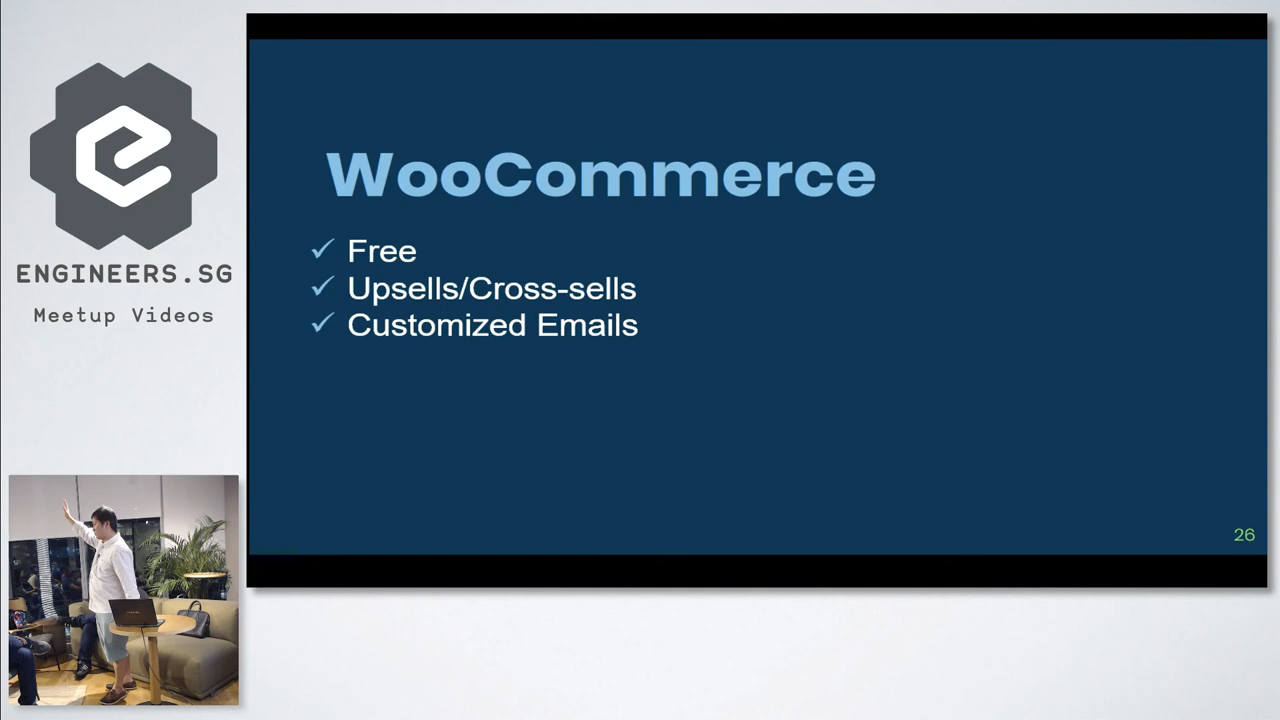 ENGINEERS.SG
Meetup Videos
WooCommerce
✓ Free
✓ Upsells/Cross-sells
✓ Customized Emails
26